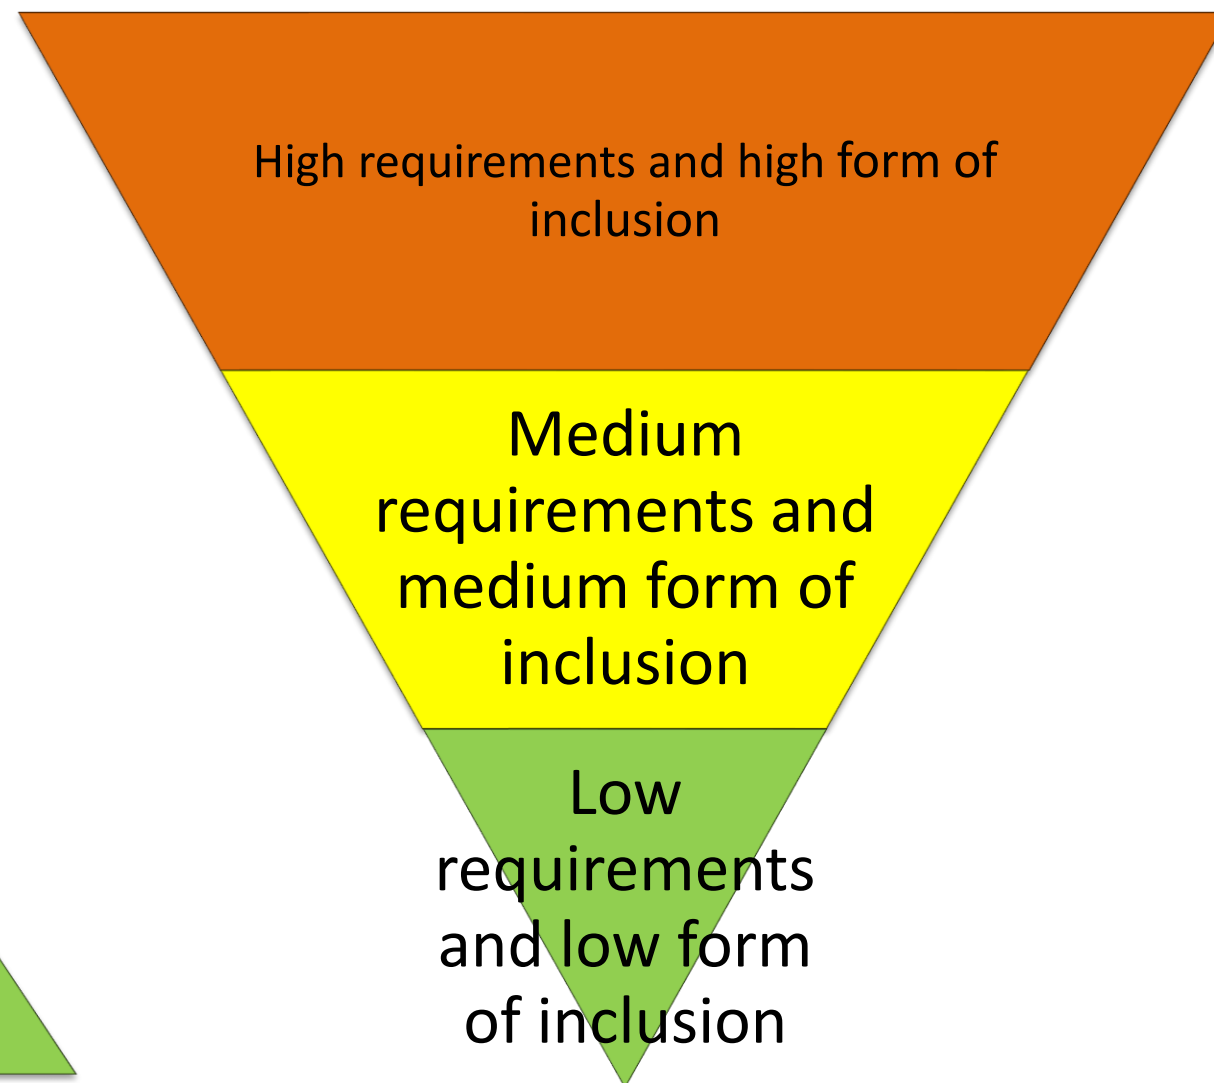 High requirements and high form of
inclusion
Medium
requirements and
medium form of
inclusion
Low
requirements
and low form
of inclusion